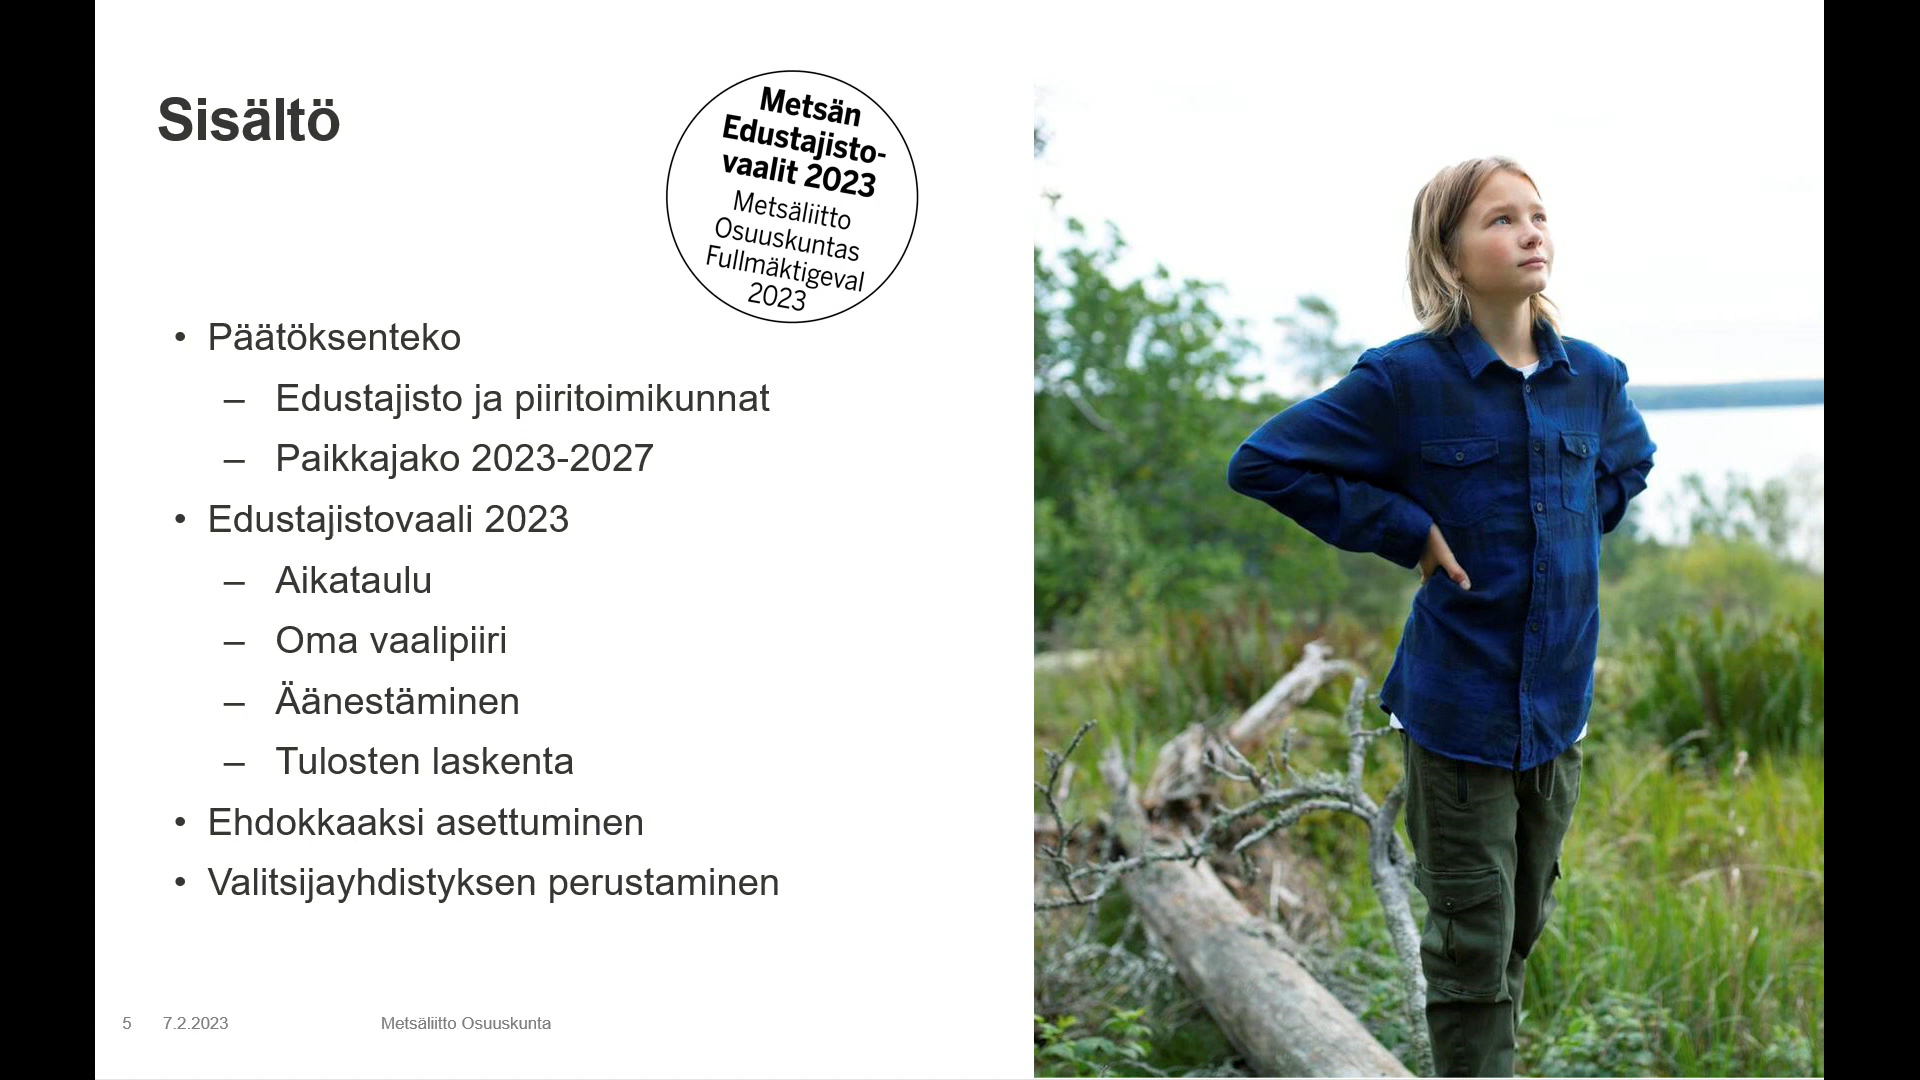 Sisältö
Metsän
Edustajisto-
vaalit 2023
Metsäliitto
Osuuskuntas
Fullmäktigeval
2023
• Päätöksenteko
– Edustajisto ja piiritoimikunnat
– Paikkajako 2023-2027
• Edustajistovaali 2023
– Aikataulu
– Oma vaalipiiri
– Äänestäminen
– Tulosten laskenta
• Ehdokkaaksi asettuminen
• Valitsijayhdistyksen perustaminen
5 7.2.2023 Metsäliitto Osuuskunta